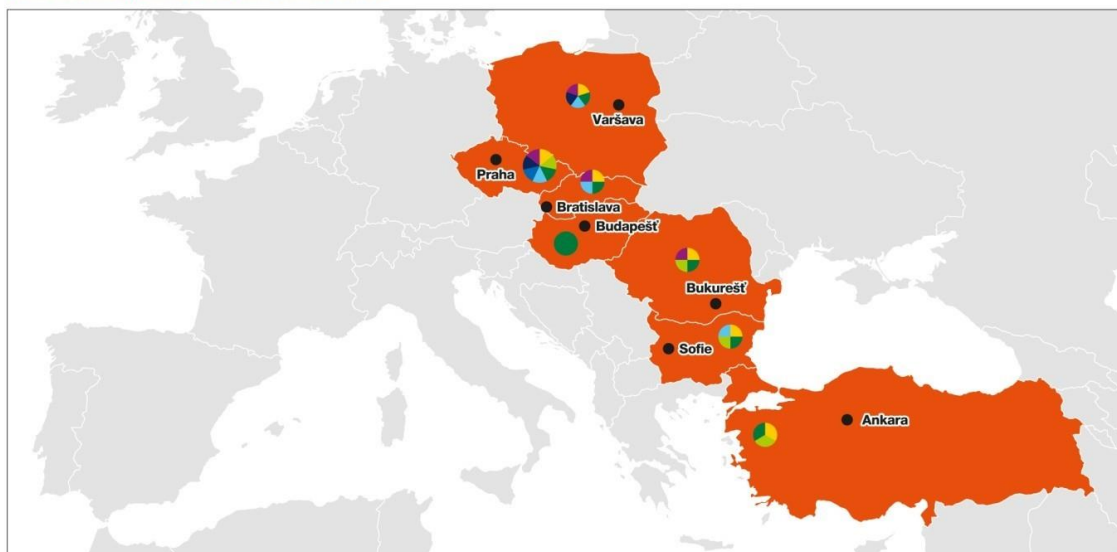 Varšava
Praha
Bratislava
Budapešť
Bukurešť
Sofie
Ankara